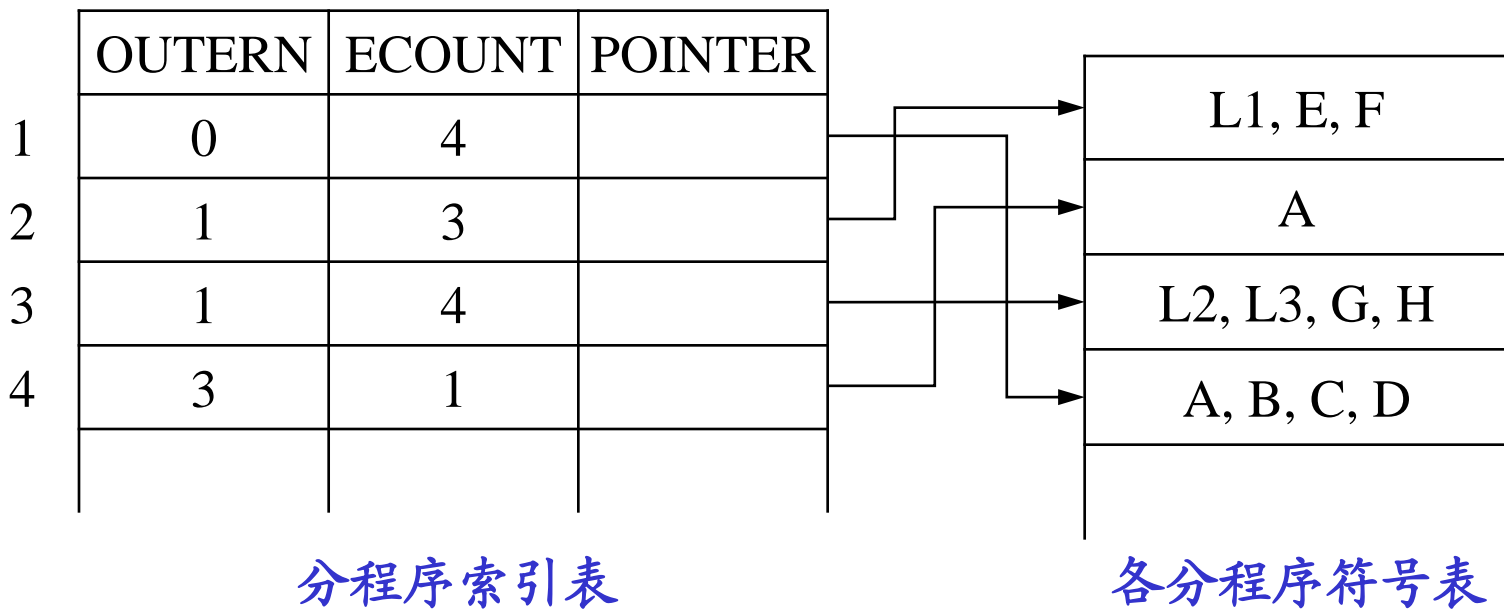 OUTERN ECOUNT POINTER
1 0 4
2 1 3
3 1 4
4 3 1
L1, E, F
A
L2, L3, G, H
A, B, C, D
分程序索引表
各分程序符号表